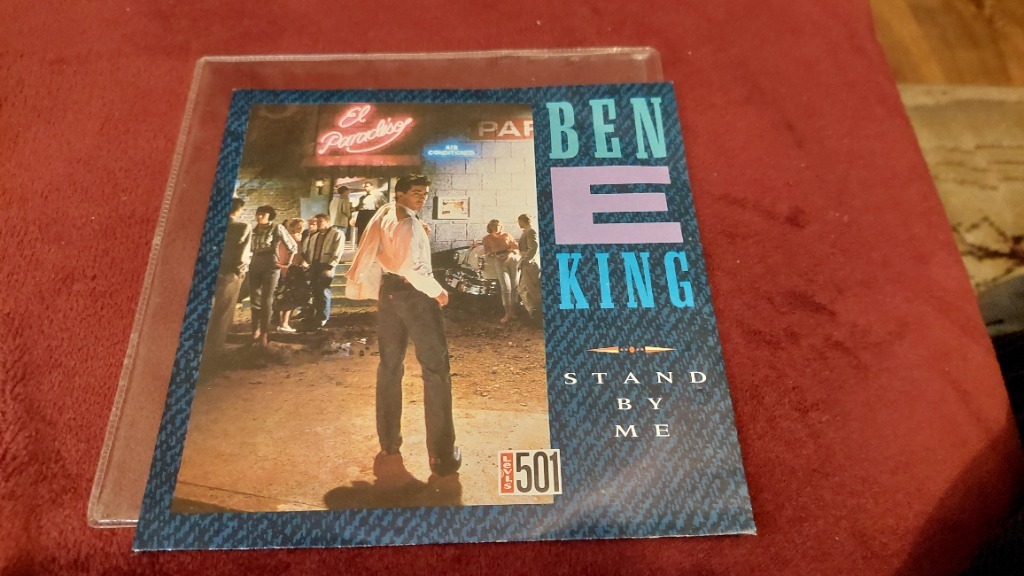 El
Paradiso
PAR
AIR
CONDITIONED
BEN
E
KING
STAND
BY
ME
LEVI'S
501